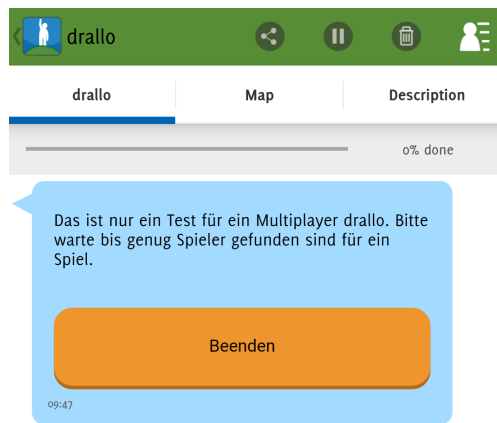 drallo
drallo Map Description
0% done
Das ist nur ein Test für ein Multiplayer drallo. Bitte
warte bis genug Spieler gefunden sind für ein
Spiel.
Beenden
09:47